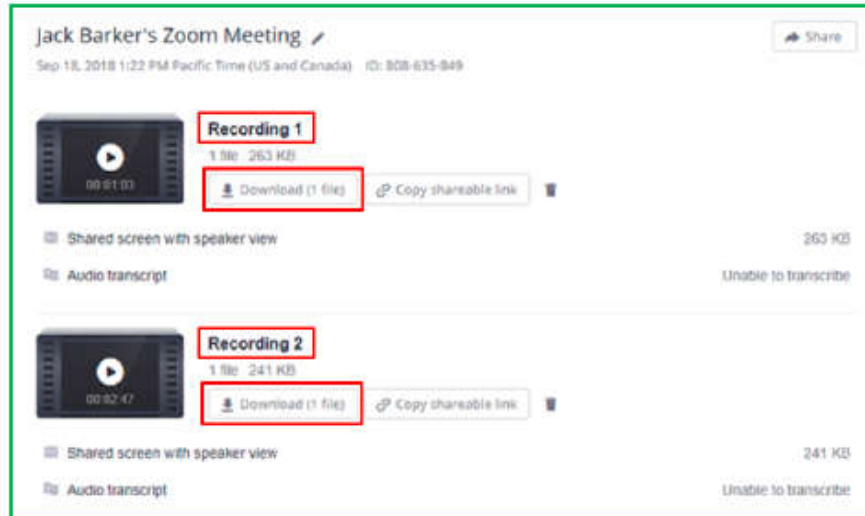 Jack Barker's Zoom Meeting
Share
Sep 18, 2018 1:22 PM Pacific Time (US and Canada) ID: 808-635-849
Recording 1
1 file 263 KB
00:01:03
Download (1 file) Copy shareable link
Shared screen with speaker view 263 KB
Audio transcript Unable to transcribe
Recording 2
1 file 241 KB
00:02:47
Download (1 file) Copy shareable link
Shared screen with speaker view 241 KB
Audio transcript Unable to transcribe